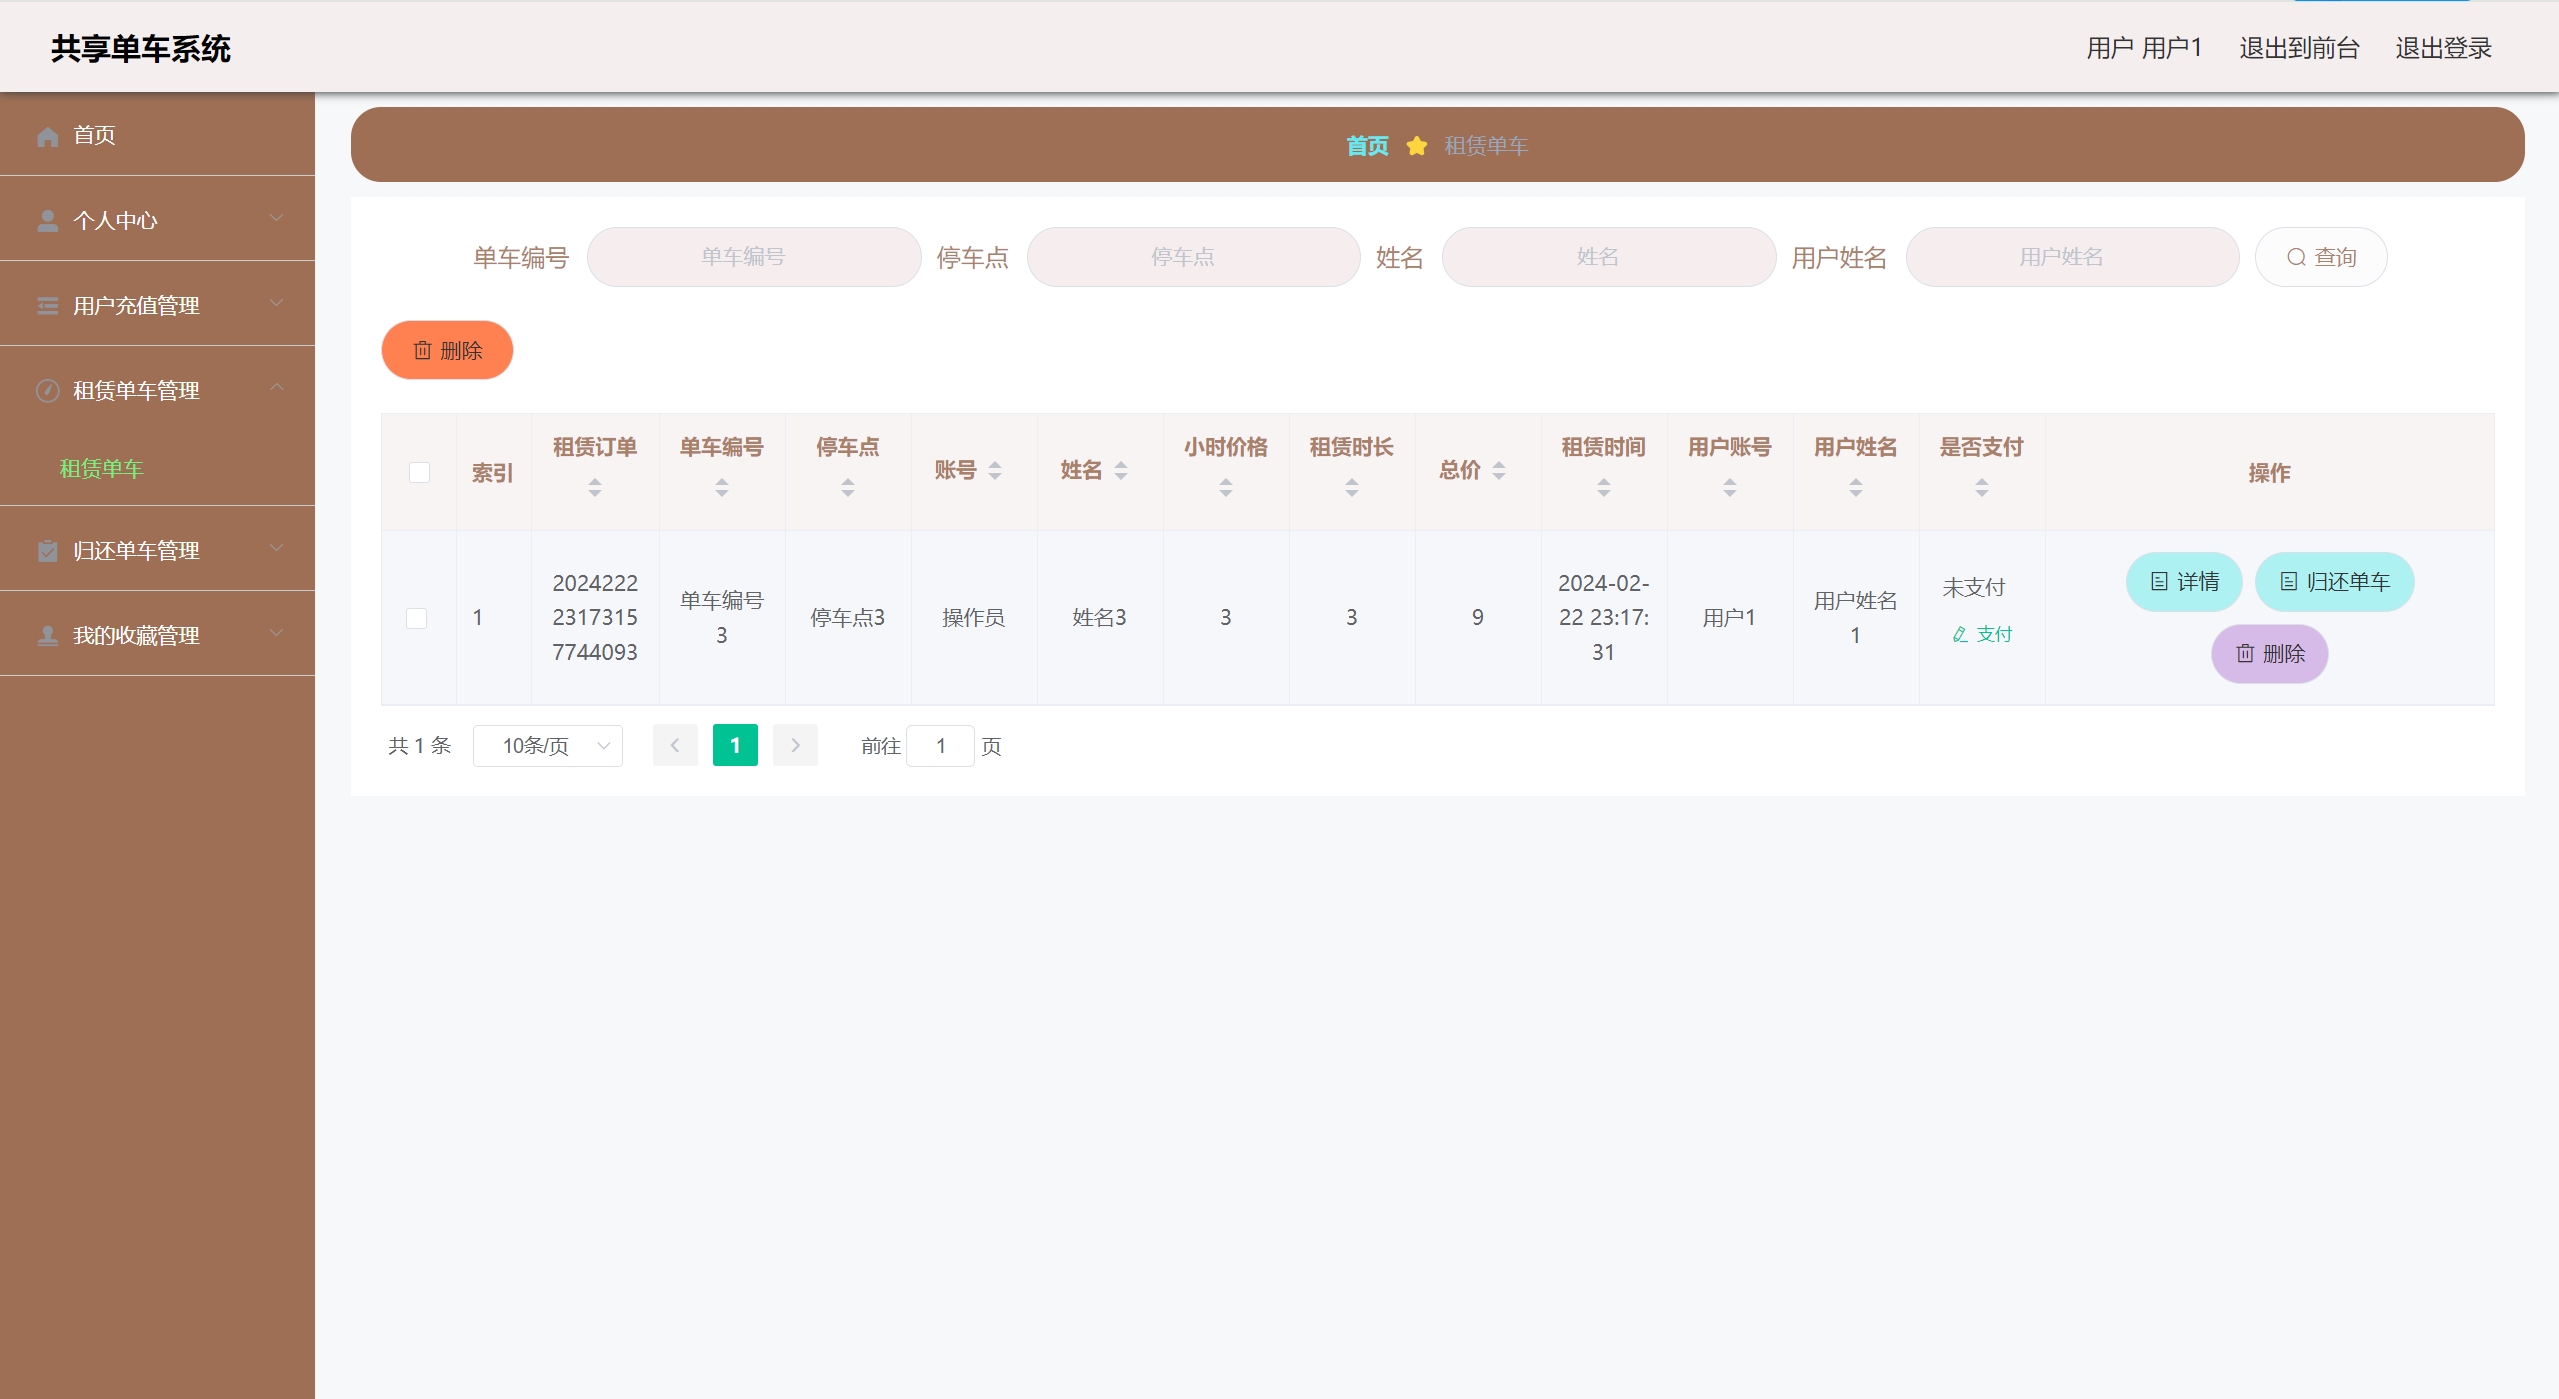 共享单车系统
用户 用户1 退出到前台 退出登录
首页
个人中心
用户充值管理
租赁单车管理
租赁单车
归还单车管理
我的收藏管理
首页 租赁单车
单车编号 单车编号 停车点 停车点 姓名 姓名 用户姓名 用户姓名 查询
删除
索引 租赁订单 单车编号 停车点 账号 姓名 小时价格 租赁时长 总价 租赁时间 用户账号 用户姓名 是否支付 操作
1
2024222
2317315
7744093
单车编号
3
停车点3
操作员
姓名3
3
3
9
2024-02-
22 23:17:
31
用户1
用户姓名
1
未支付
支付
详情 归还单车
删除
共 1 条 10条/页 1 前往 1 页